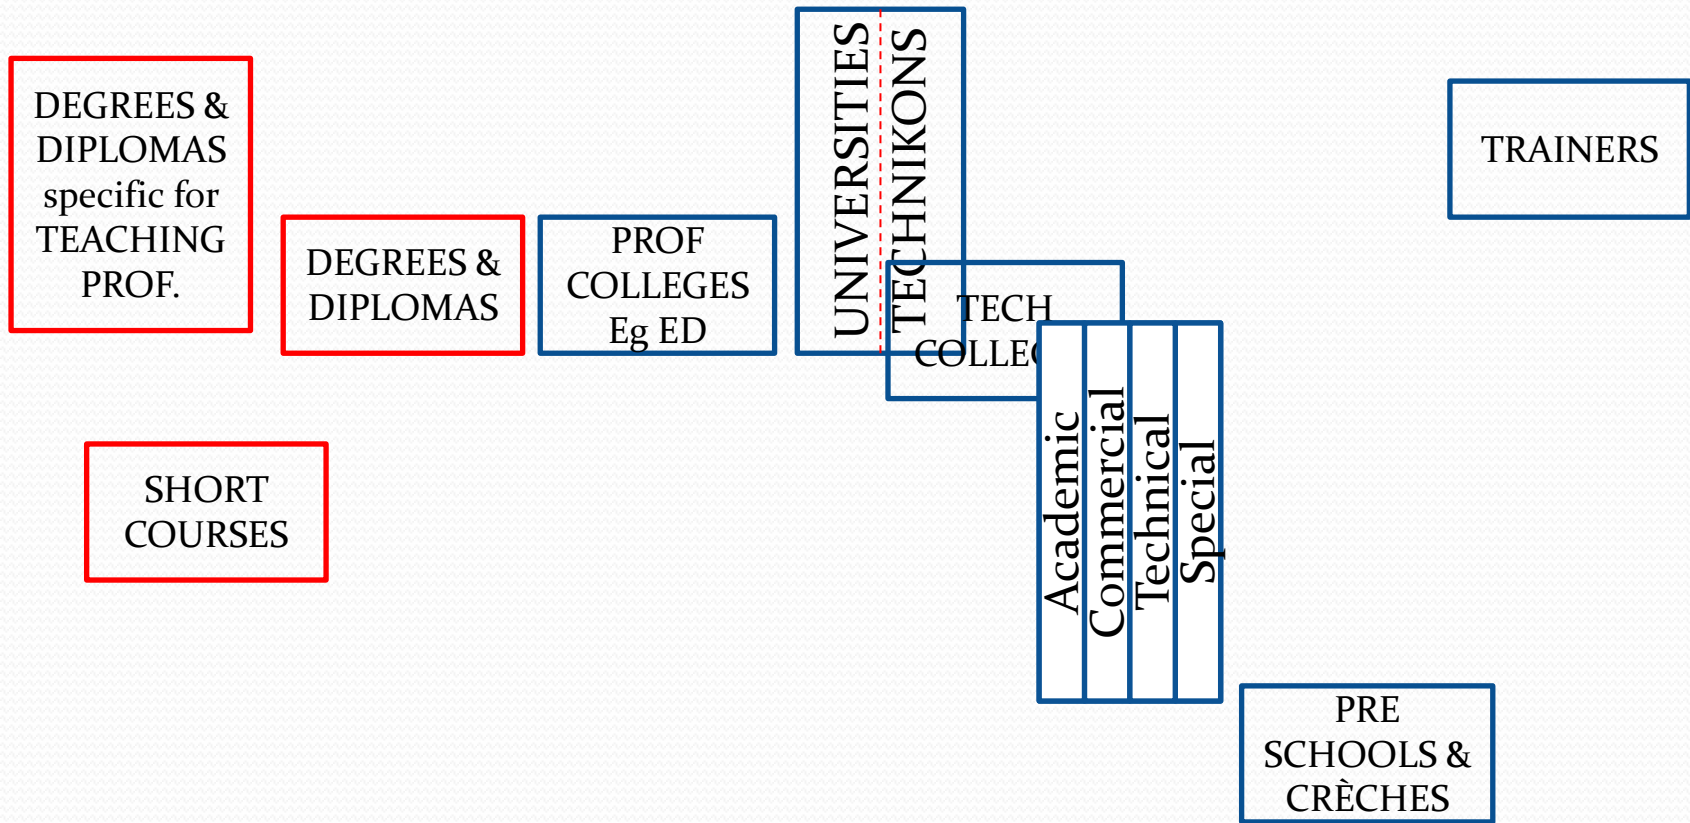 DEGREES &
DIPLOMAS
specific for
TEACHING
PROF.
DEGREES &
DIPLOMAS
PROF
COLLEGES
Eg ED
UNIVERSITIES
TECHNIKONS
TECH
COLLEG
Academic
Commercial
Technical
Special
TRAINERS
SHORT
COURSES
PRE
SCHOOLS &
CRÈCHES